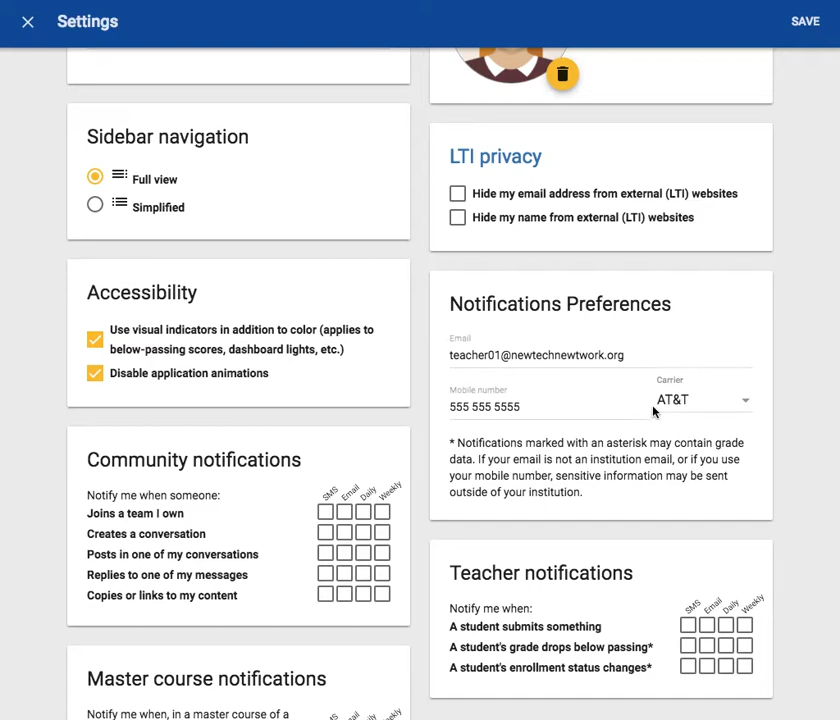 Settings
SAVE
Sidebar navigation
Full view
Simplified
Accessibility
Use visual indicators in addition to color (applies to
below-passing scores, dashboard lights, etc.)
Disable application animations
Community notifications
SMS Email Daily Weekly
Notify me when someone:
Joins a team I own
Creates a conversation
Posts in one of my conversations
Replies to one of my messages
Copies or links to my content
Master course notifications
Notify me when, in a master course of a
LTI privacy
Hide my email address from external (LTI) websites
Hide my name from external (LTI) websites
Notifications Preferences
Email
teacher01@newtechnewtwork.org
Mobile number
555 555 5555
Carrier
AT&T
* Notifications marked with an asterisk may contain grade
data. If your email is not an institution email, or if you use
your mobile number, sensitive information may be sent
outside of your institution.
Teacher notifications
SMS Email Daily Weekly
Notify me when:
A student submits something
A student's grade drops below passing*
A student's enrollment status changes*